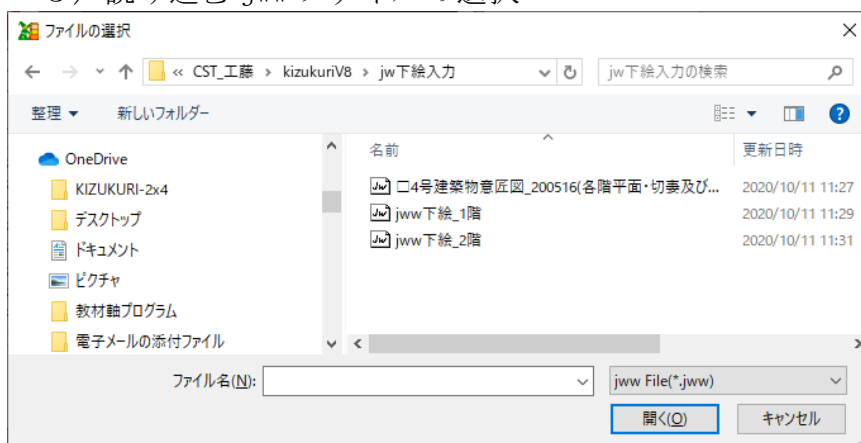 ファイルの選択
« CST_工藤 › kizukuriV8 › jw下絵入力
jw下絵入力の検索
整理 新しいフォルダー
名前 更新日時
OneDrive
KIZUKURI-2x4
デスクトップ
ドキュメント
ピクチャ
教材軸プログラム
電子メールの添付ファイル
□4号建築物意匠図_200516(各階平面・切妻及び... 2020/10/11 11:27
jww下絵_1階 2020/10/11 11:29
jww下絵_2階 2020/10/11 11:31
ファイル名(N): jww File(*.jww)
開く(O) キャンセル